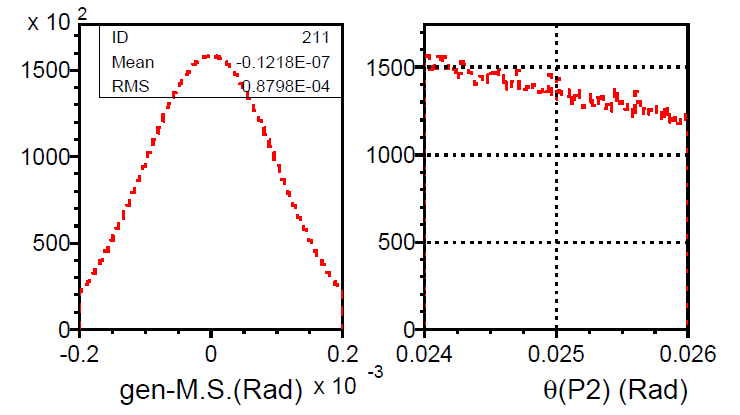 x 10 2
ID 211
Mean -0.1218E-07
RMS 0.8798E-04
1500
1000
500
0
-0.2 0 0.2
gen-M.S.(Rad) x 10 -3
1500
1000
500
0
0.024 0.025 0.026
θ(P2) (Rad)